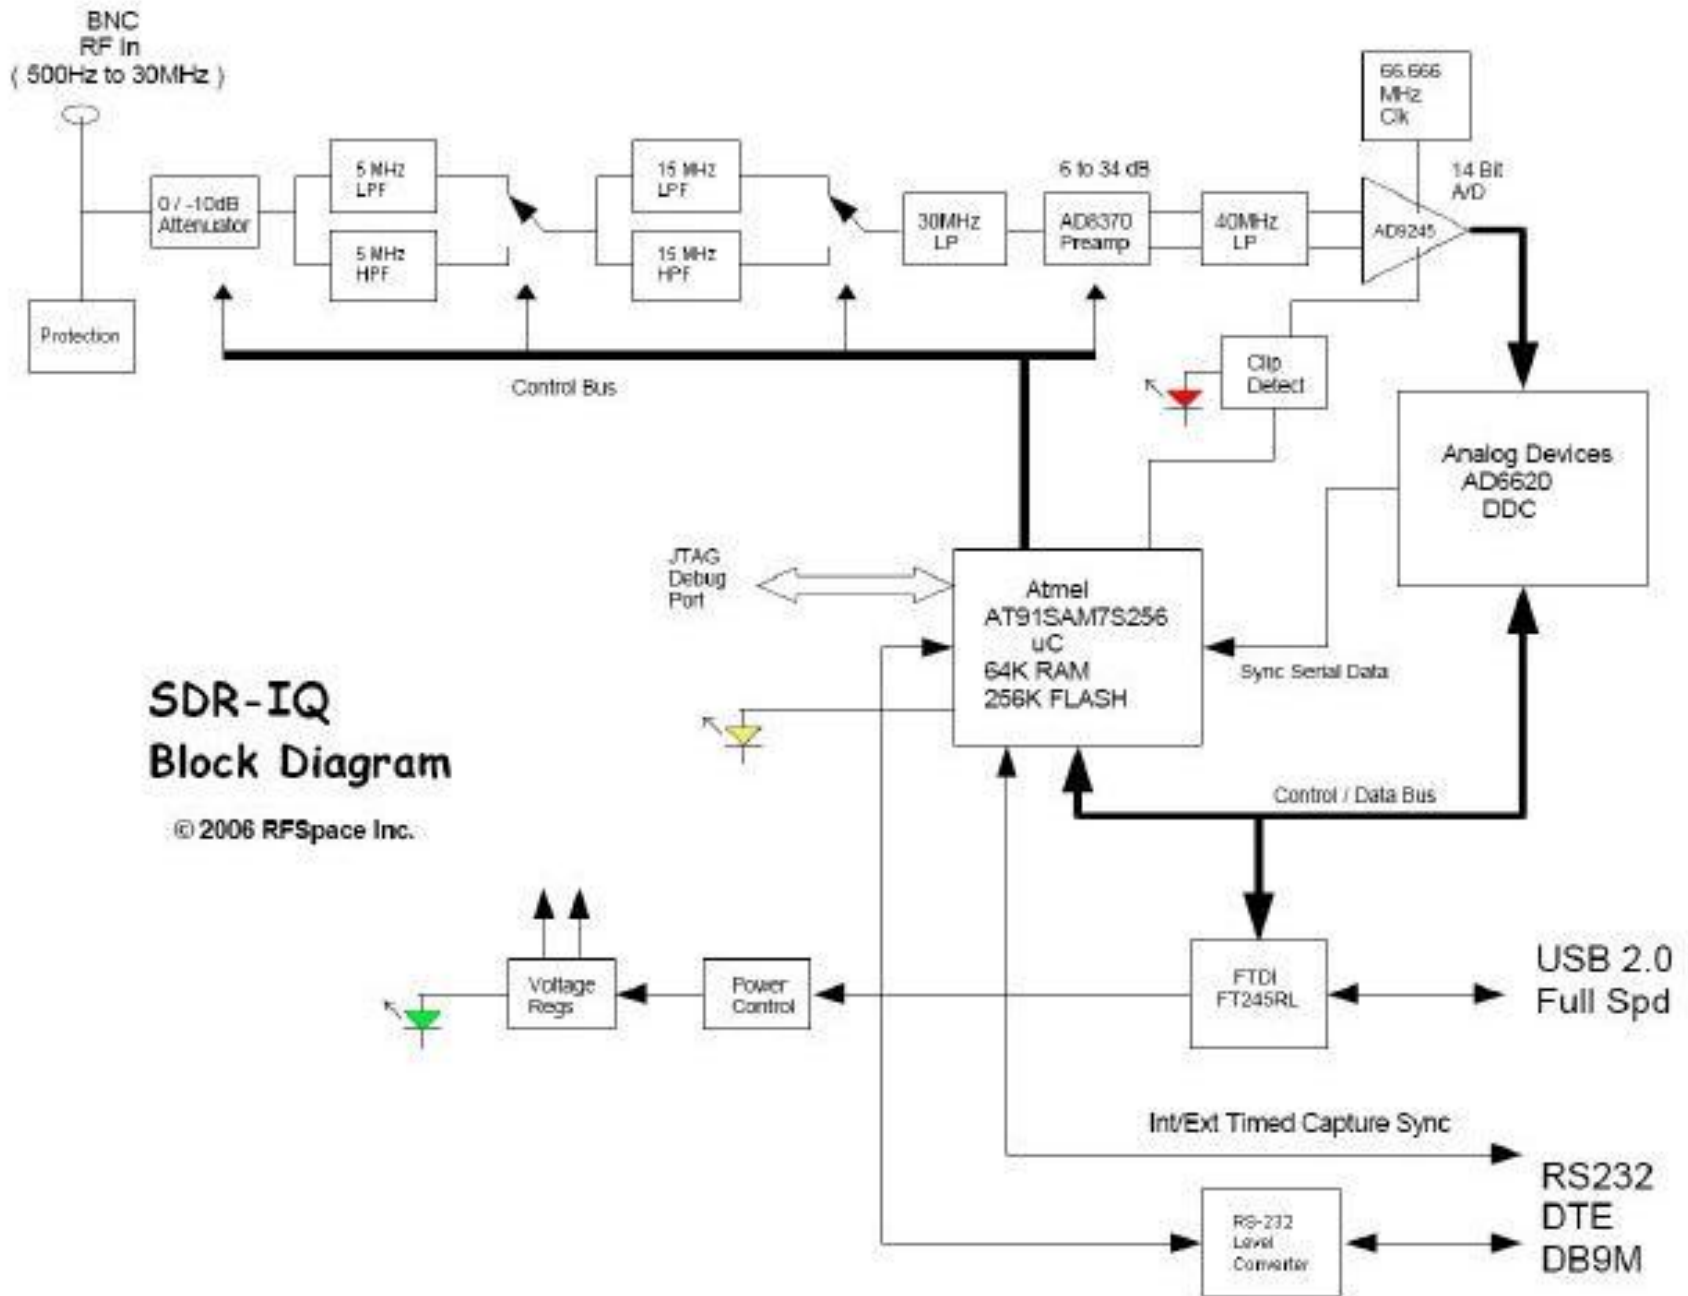 BNC
RF In
( 500Hz to 30MHz )
0 / -10dB
Attenuator
Protection
5 MHz
LPF
5 MHz
HPF
15 MHz
LPF
15 MHz
HPF
30MHz
LP
6 to 34 dB
AD8370
Preamp
40MHz
LP
66.666
MHz
Clk
14 Bit
A/D
AD9245
Control Bus
Clip
Detect
Analog Devices
AD6620
DDC
JTAG
Debug
Port
Atmel
AT91SAM7S256
uC
64K RAM
256K FLASH
Sync Serial Data
SDR-IQ
Block Diagram
© 2006 RFSpace Inc.
Control / Data Bus
Voltage
Regs
Power
Control
FTDI
FT245RL
USB 2.0
Full Spd
Int/Ext Timed Capture Sync
RS232
DTE
DB9M
RS-232
Level
Converter